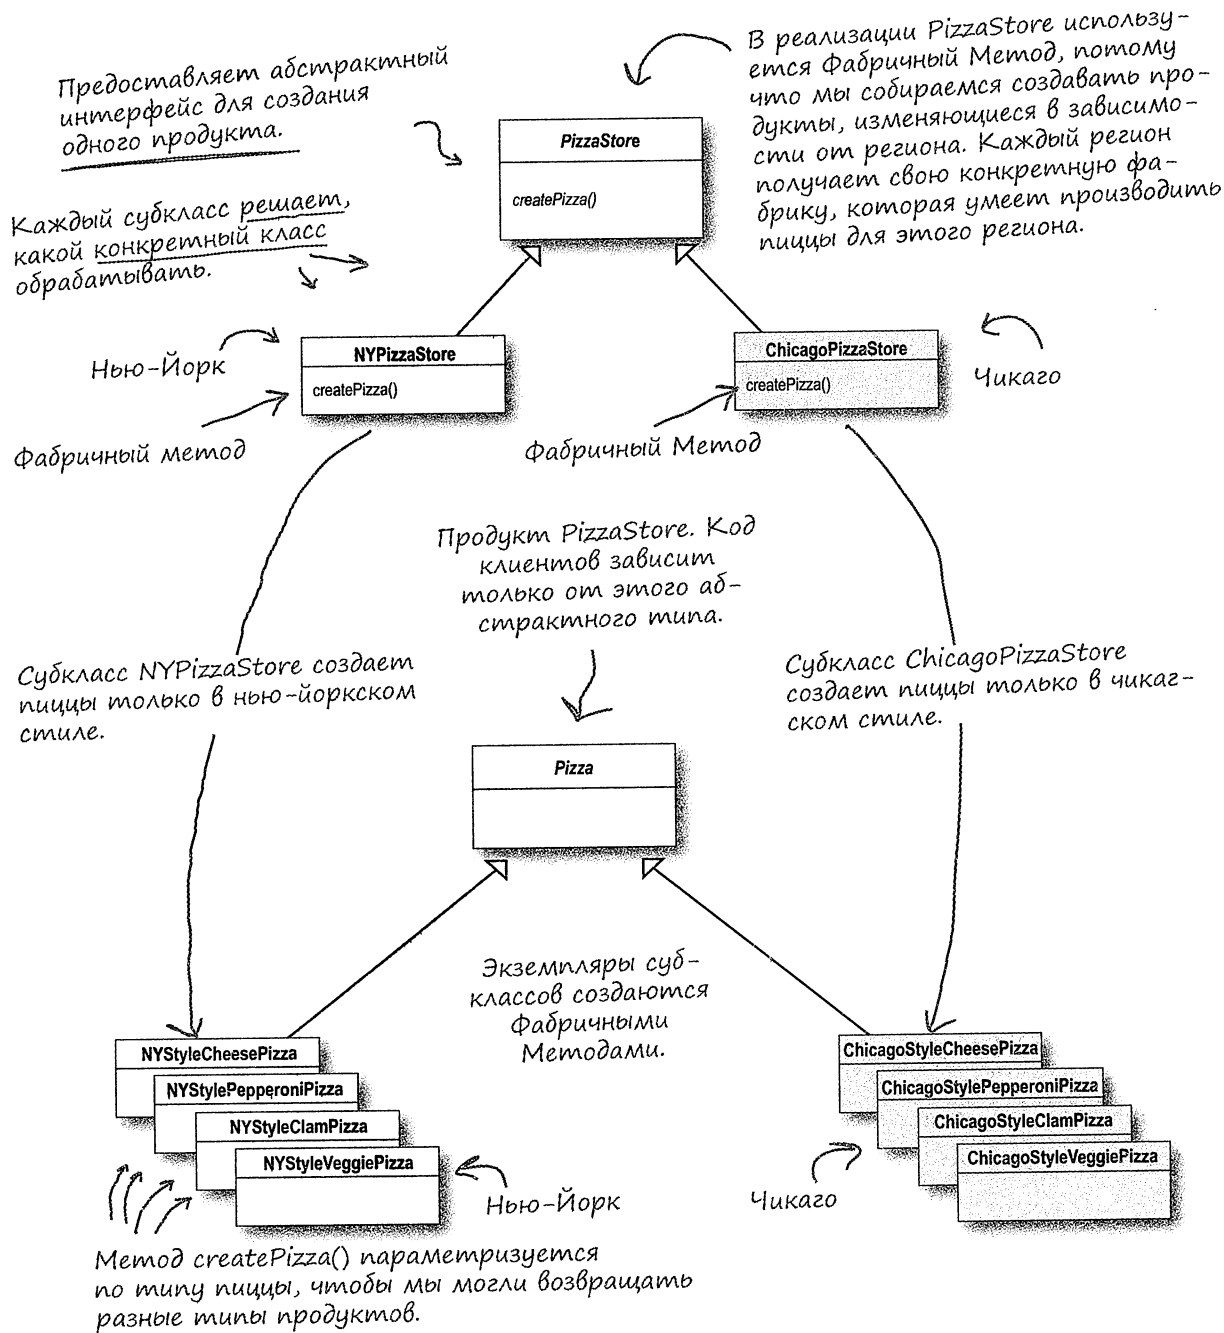 Предоставляет абстрактный
интерфейс для создания
одного продукта.
В реализации PizzaStore использу-
ется Фабричный Метод, потому
что мы собираемся создавать про-
дукты, изменяющиеся в зависимо-
сти от региона. Каждый регион
получает свою конкретную фа-
брику, которая умеет производить
пиццы для этого региона.
PizzaStore
createPizza()
Каждый субкласс решает,
какой конкретный класс
обрабатывать.
Нью-Йорк
NYPizzaStore
createPizza()
ChicagoPizzaStore
createPizza()
Чикаго
Фабричный метод
Фабричный Метод
Продукт PizzaStore. Код
клиентов зависит
только от этого аб-
страктного типа.
Субкласс NYPizzaStore создает
пиццы только в нью-йоркском
стиле.
Субкласс ChicagoPizzaStore
создает пиццы только в чикаг-
ском стиле.
Pizza
Экземпляры суб-
классов создаются
Фабричными
Методами.
NYStyleCheesePizza
NYStylePepperoniPizza
NYStyleClamPizza
NYStyleVeggiePizza
Нью-Йорк
ChicagoStyleCheesePizza
ChicagoStylePepperoniPizza
ChicagoStyleClamPizza
ChicagoStyleVeggiePizza
Чикаго
Метод createPizza() параметризуется
по типу пиццы, чтобы мы могли возвращать
разные типы продуктов.